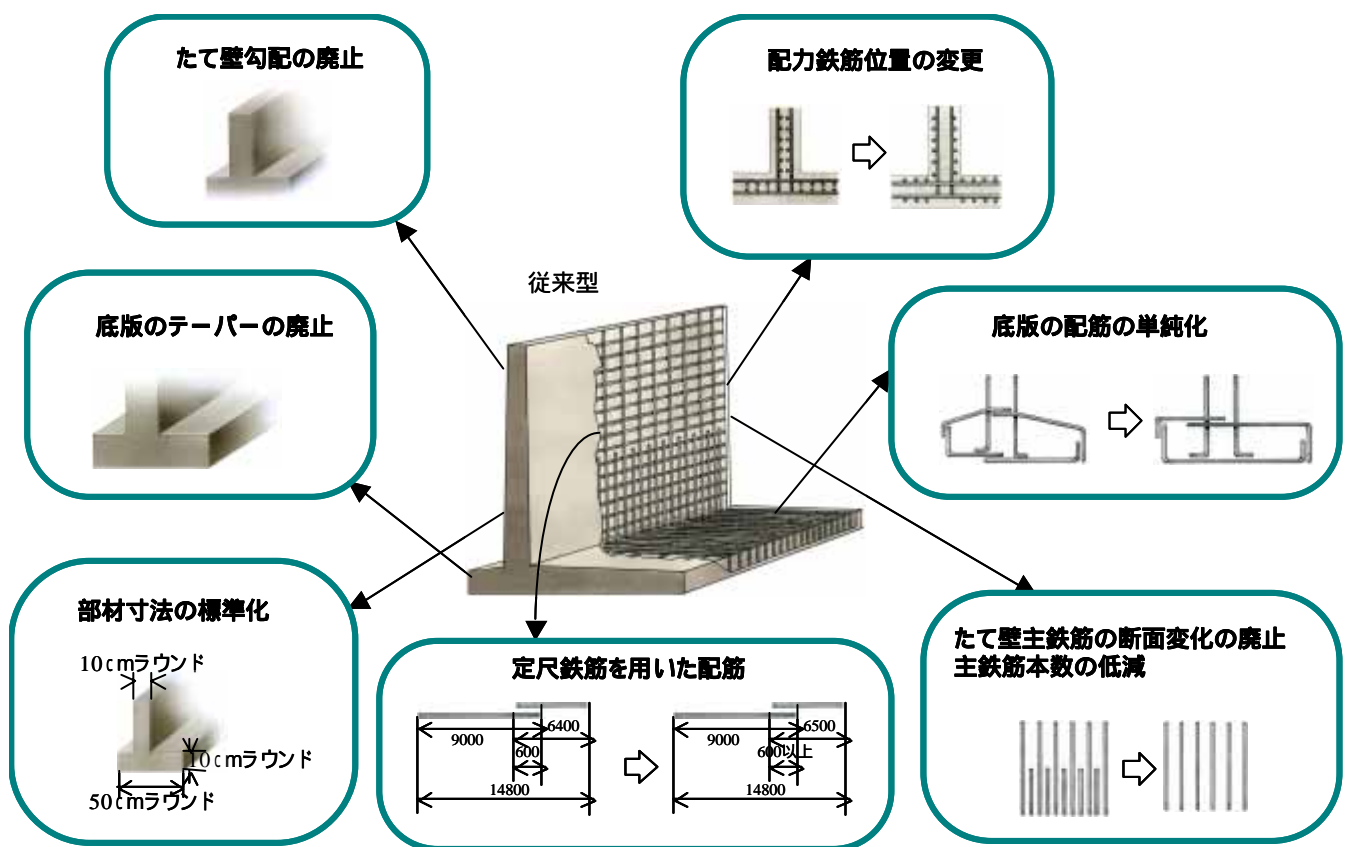 たて壁勾配の廃止
配力鉄筋位置の変更
従来型
底版のテーパーの廃止
底版の配筋の単純化
部材寸法の標準化
10cmラウンド
10cmラウンド
50cmラウンド
定尺鉄筋を用いた配筋
9000
6400
600
14800
9000
6500
600以上
14800
たて壁主鉄筋の断面変化の廃止
主鉄筋本数の低減